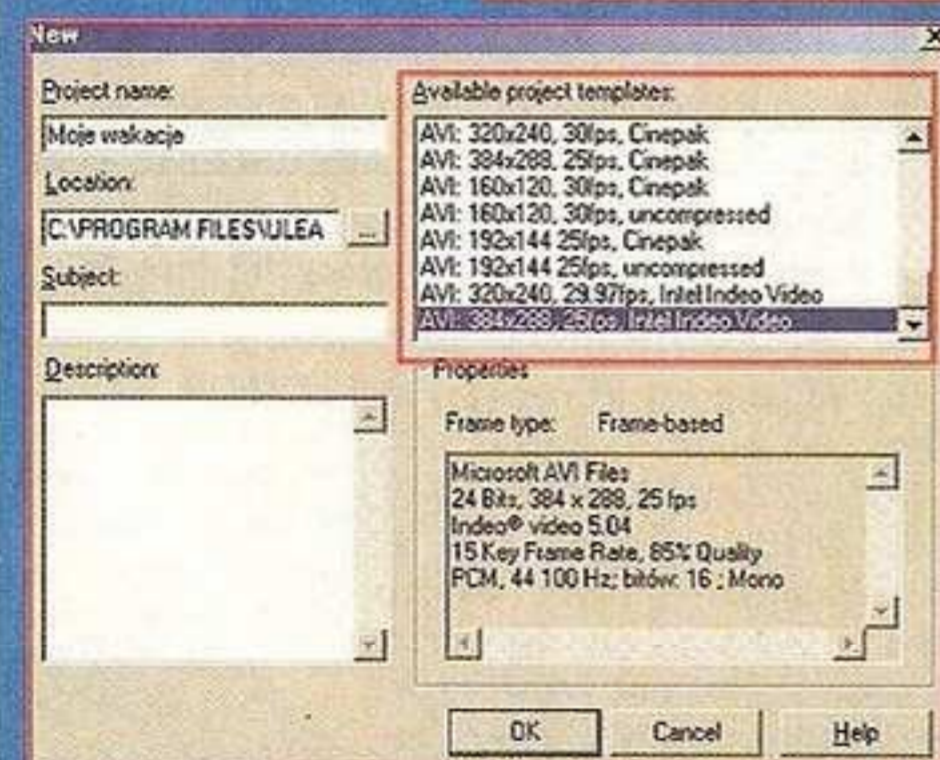 New
Project name:
Moje wakacje
Location:
C:\PROGRAM FILES\ULEA
...
Subject:
Description:
Available project templates:
AVI: 320x240, 30fps, Cinepak
AVI: 384x288, 25fps, Cinepak
AVI: 160x120, 30fps, Cinepak
AVI: 160x120, 30fps, uncompressed
AVI: 192x144 25fps, Cinepak
AVI: 192x144 25fps, uncompressed
AVI: 320x240, 29.97fps, Intel Indeo Video
AVI: 384x288, 25fps, Intel Indeo Video
Properties
Frame type: Frame-based
Microsoft AVI Files
24 Bits, 384 x 288, 25 fps
Indeo® video 5.04
15 Key Frame Rate, 85% Quality
PCM, 44 100 Hz; bitów: 16 ; Mono
OK
Cancel
Help